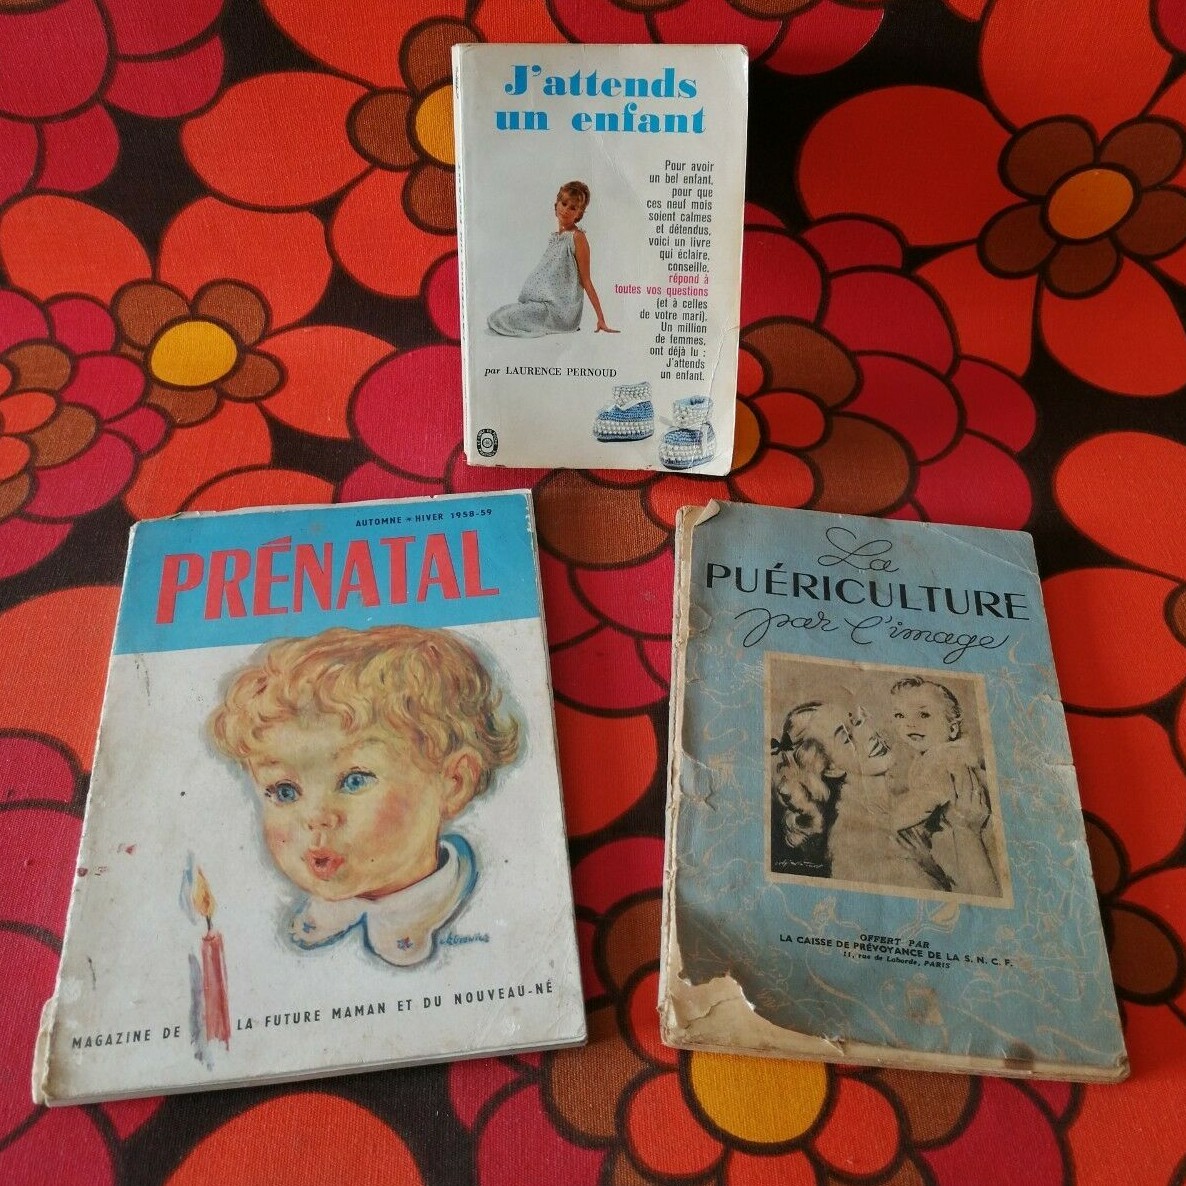 J'attends
un enfant
Pour avoir
un bel enfant,
pour que
ces neuf mois
soient calmes
et détendus,
voici un livre
qui éclaire,
conseille,
répond à
toutes vos questions
(et à celles
de votre mari).
Un million
de femmes,
ont déjà lu :
J'attends
un enfant.
par LAURENCE PERNOUD
AUTOMNE * HIVER 1958-59
PRÉNATAL
MAGAZINE DE LA FUTURE MAMAN ET DU NOUVEAU-NÉ
La
PUÉRICULTURE
par l'image
OFFERT PAR
LA CAISSE DE PRÉVOYANCE DE LA S. N. C. F.
11, rue de Laborde, PARIS